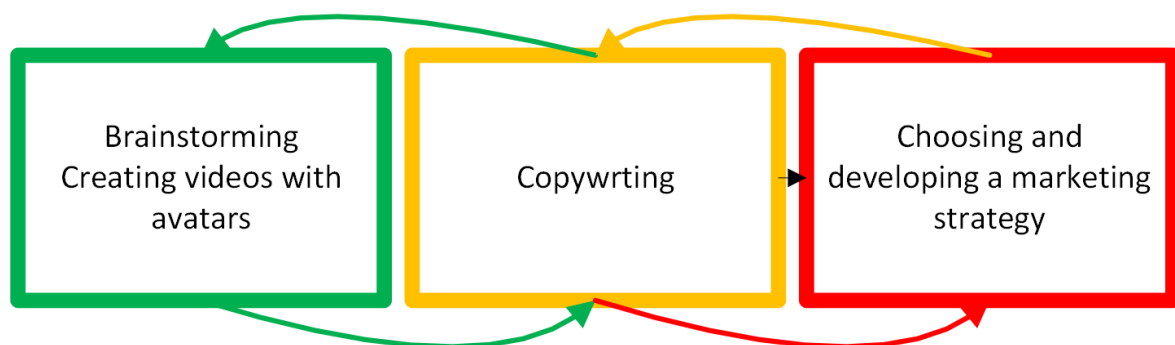 Brainstorming
Creating videos with
avatars
Copywrting
Choosing and
developing a marketing
strategy